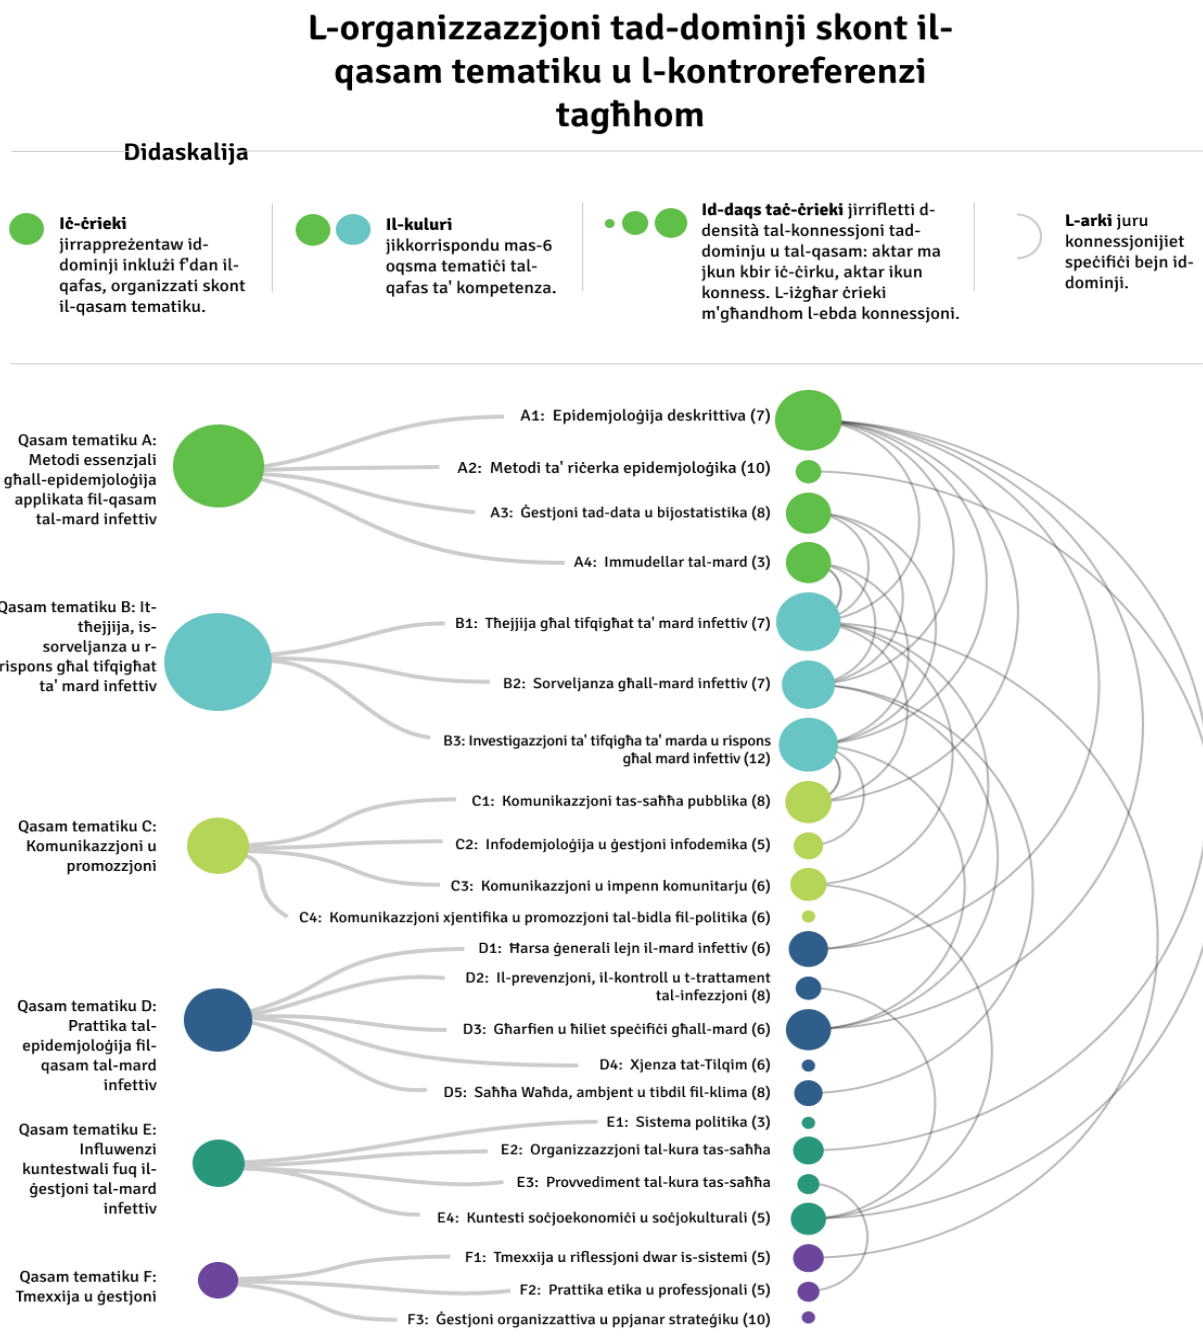 L-organizzazzjoni tad-dominji skont il-
qasam tematiku u l-kontroreferenzi
tagħhom
Didaskalija
Iċ-ċrieki
jirrappreżentaw id-
dominji inklużi f'dan il-
qafas, organizzati skont
il-qasam tematiku.
Il-kuluri
jikkorrispondu mas-6
oqsma tematiċi tal-
qafas ta' kompetenza.
Id-daqs taċ-ċrieki jirrifletti d-
densità tal-konnessjoni tad-
dominju u tal-qasam: aktar ma
jkun kbir iċ-ċirku, aktar ikun
konness. L-iżgħar ċrieki
m'għandhom l-ebda konnessjoni.
L-arki juru
konnessjonijiet
speċifiċi bejn id-
dominji.
Qasam tematiku A:
Metodi essenzjali
għall-epidemjoloġija
applikata fil-qasam
tal-mard infettiv
A1: Epidemjoloġija deskrittiva (7)
A2: Metodi ta' riċerka epidemjoloġika (10)
A3: Ġestjoni tad-data u bijostatistika (8)
A4: Immudellar tal-mard (3)
Qasam tematiku B: It-
tħejjija, is-
sorveljanza u r-
rispons għal tifqigħat
ta' mard infettiv
B1: Tħejjija għal tifqigħat ta' mard infettiv (7)
B2: Sorveljanza għall-mard infettiv (7)
B3: Investigazzjoni ta' tifqigħa ta' marda u rispons
għal mard infettiv (12)
Qasam tematiku C:
Komunikazzjoni u
promozzjoni
C1: Komunikazzjoni tas-saħħa pubblika (8)
C2: Infodemjoloġija u ġestjoni infodemika (5)
C3: Komunikazzjoni u impenn komunitarju (6)
C4: Komunikazzjoni xjentifika u promozzjoni tal-bidla fil-politika (6)
Qasam tematiku D:
Prattika tal-
epidemjoloġija fil-
qasam tal-mard
infettiv
D1: Ħarsa ġenerali lejn il-mard infettiv (6)
D2: Il-prevenzjoni, il-kontroll u t-trattament
tal-infezzjoni (8)
D3: Għarfien u ħiliet speċifiċi għall-mard (6)
D4: Xjenza tat-Tilqim (6)
D5: Saħħa Waħda, ambjent u tibdil fil-klima (8)
Qasam tematiku E:
Influwenzi
kuntestwali fuq il-
ġestjoni tal-mard
infettiv
E1: Sistema politika (3)
E2: Organizzazzjoni tal-kura tas-saħħa
E3: Provvediment tal-kura tas-saħħa
E4: Kuntesti soċjoekonomiċi u soċjokulturali (5)
Qasam tematiku F:
Tmexxija u ġestjoni
F1: Tmexxija u riflessjoni dwar is-sistemi (5)
F2: Prattika etika u professjonali (5)
F3: Ġestjoni organizzattiva u ppjanar strateġiku (10)